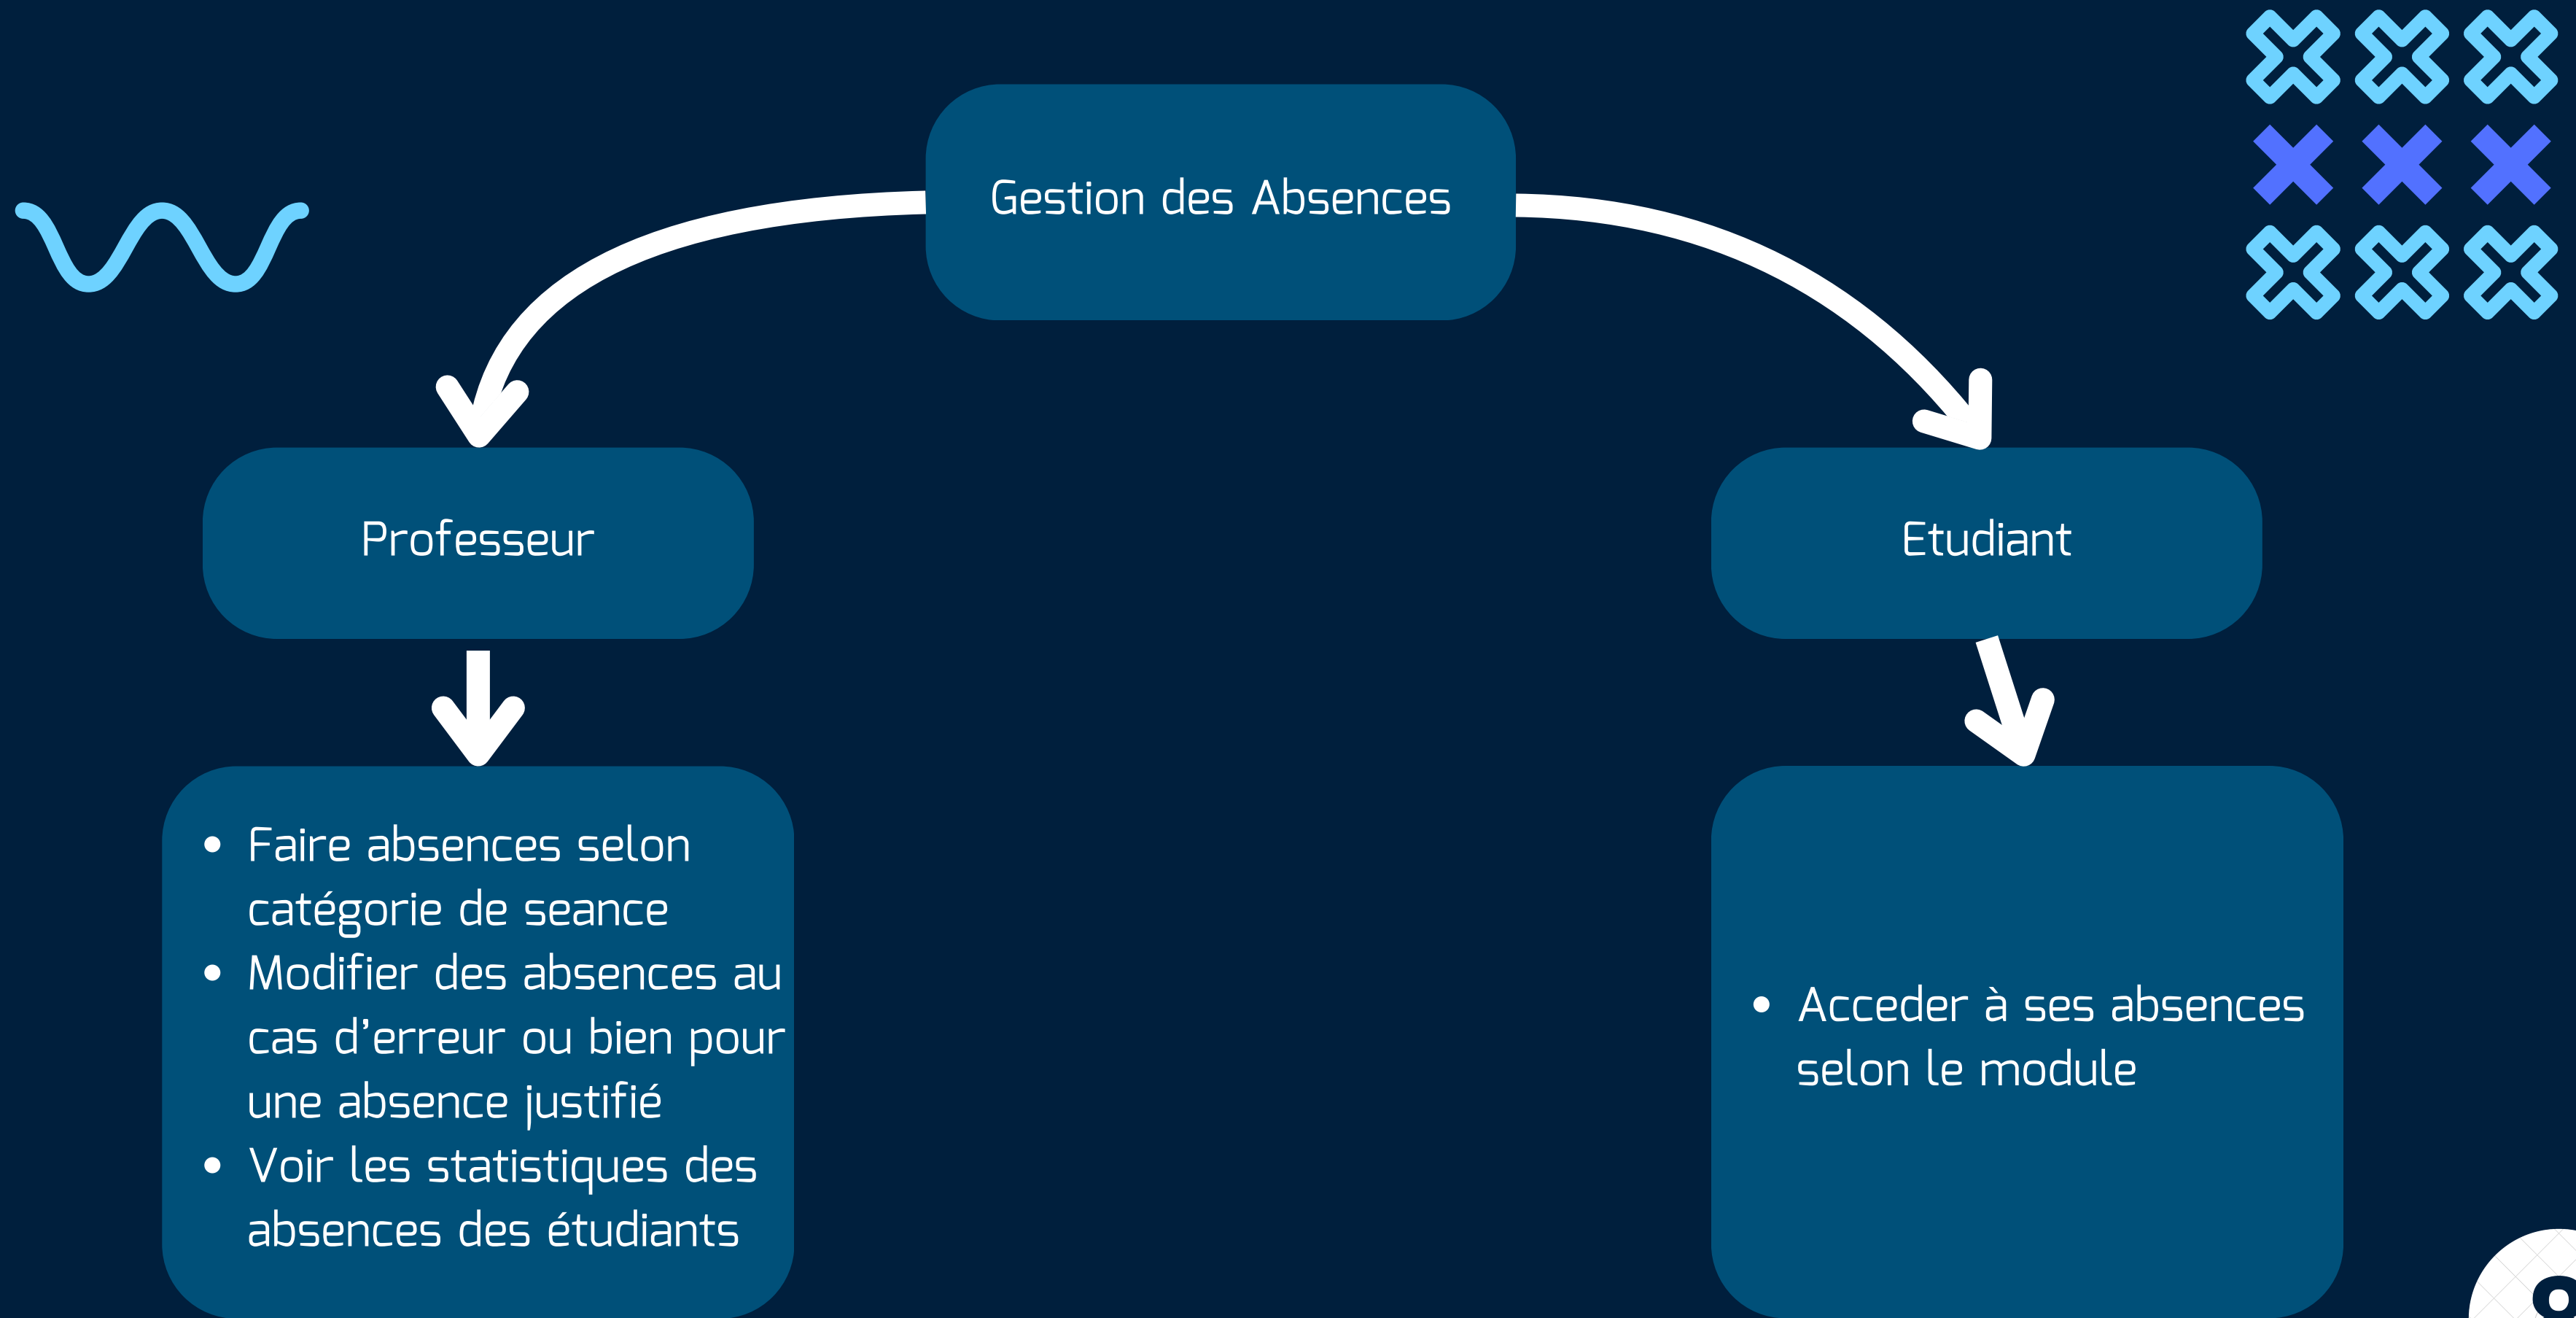 Gestion des Absences
Professeur
Etudiant
Faire absences selon
catégorie de seance
Modifier des absences au
cas d'erreur ou bien pour
une absence justifié
Voir les statistiques des
absences des étudiants
Acceder à ses absences
selon le module